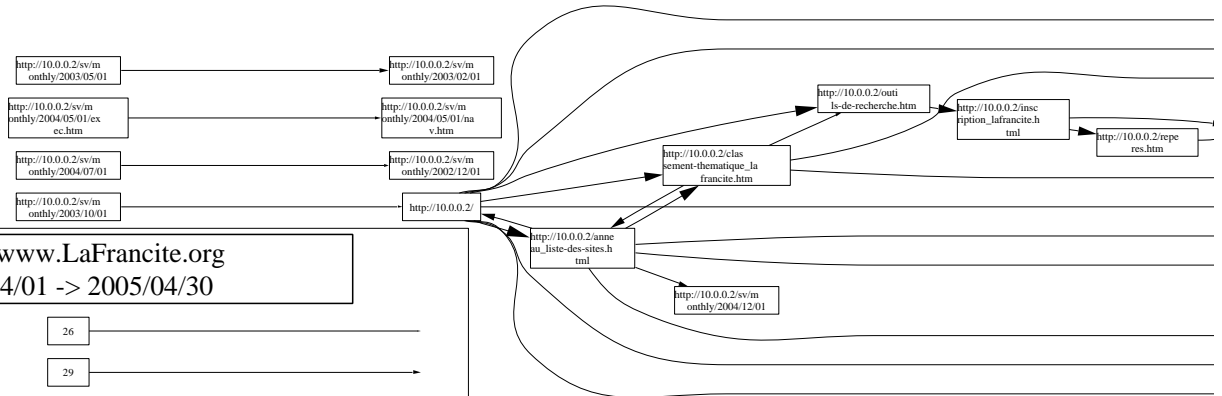 http://10.0.0.2/sv/m
onthly/2003/05/01
http://10.0.0.2/sv/m
onthly/2003/02/01
http://10.0.0.2/sv/m
onthly/2004/05/01/ex
ec.htm
http://10.0.0.2/sv/m
onthly/2004/05/01/na
v.htm
http://10.0.0.2/sv/m
onthly/2004/07/01
http://10.0.0.2/sv/m
onthly/2002/12/01
http://10.0.0.2/sv/m
onthly/2003/10/01
http://10.0.0.2/
http://10.0.0.2/outi
ls-de-recherche.htm
http://10.0.0.2/insc
ription_lafrancite.h
tml
http://10.0.0.2/repe
res.htm
http://10.0.0.2/clas
sement-thematique_la
francite.htm
http://10.0.0.2/anne
au_liste-des-sites.h
tml
http://10.0.0.2/sv/m
onthly/2004/12/01
www.LaFrancite.org
4/01 -> 2005/04/30
26
29